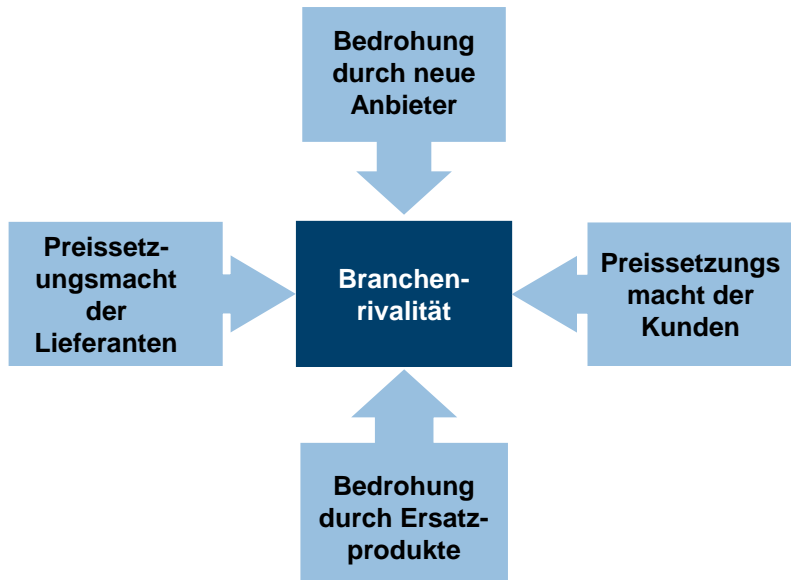 Bedrohung
durch neue
Anbieter
Preissetz-
ungsmacht
der
Lieferanten
Branchen-
rivalität
Preissetzungs
macht der
Kunden
Bedrohung
durch Ersatz-
produkte